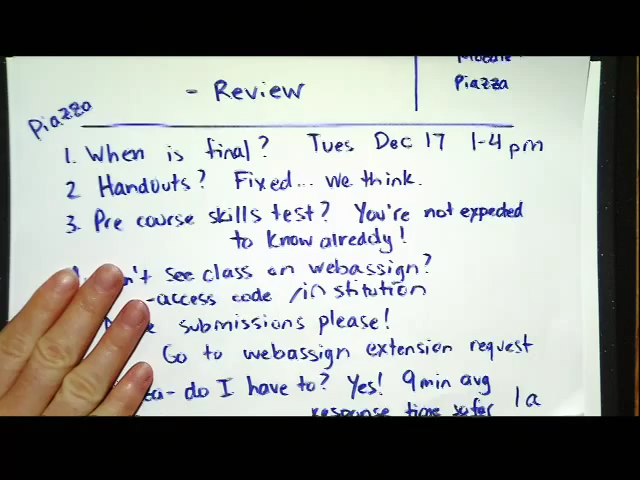 Piazza
- Review
Piazza
1. When is final? Tues Dec 17 1-4 pm
2 Handouts? Fixed... we think.
3. Pre course skills test? You're not expected
to know already!
see class on webassign?
-access code /institution
submissions please!
Go to webassign extension request
- do I have to? Yes! 9 min avg
response time so far
1a